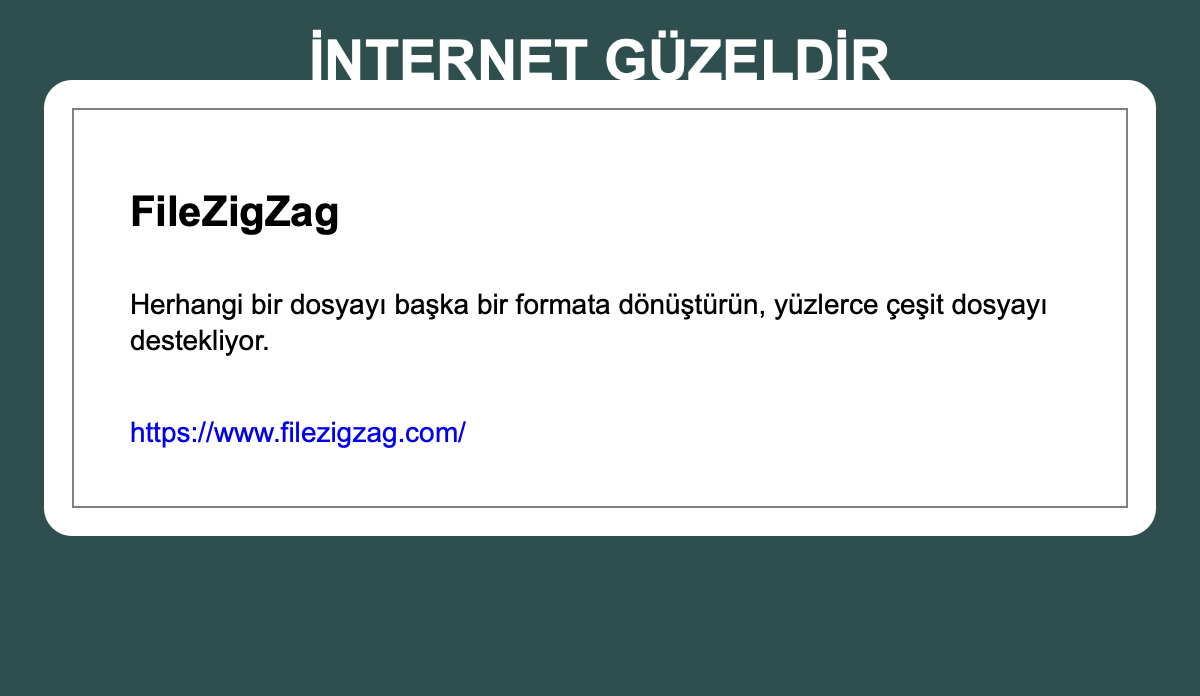 İNTERNET GÜZELDİR
FileZigZag
Herhangi bir dosyayı başka bir formata dönüştürün, yüzlerce çeşit dosyayı
destekliyor.
https://www.filezigzag.com/